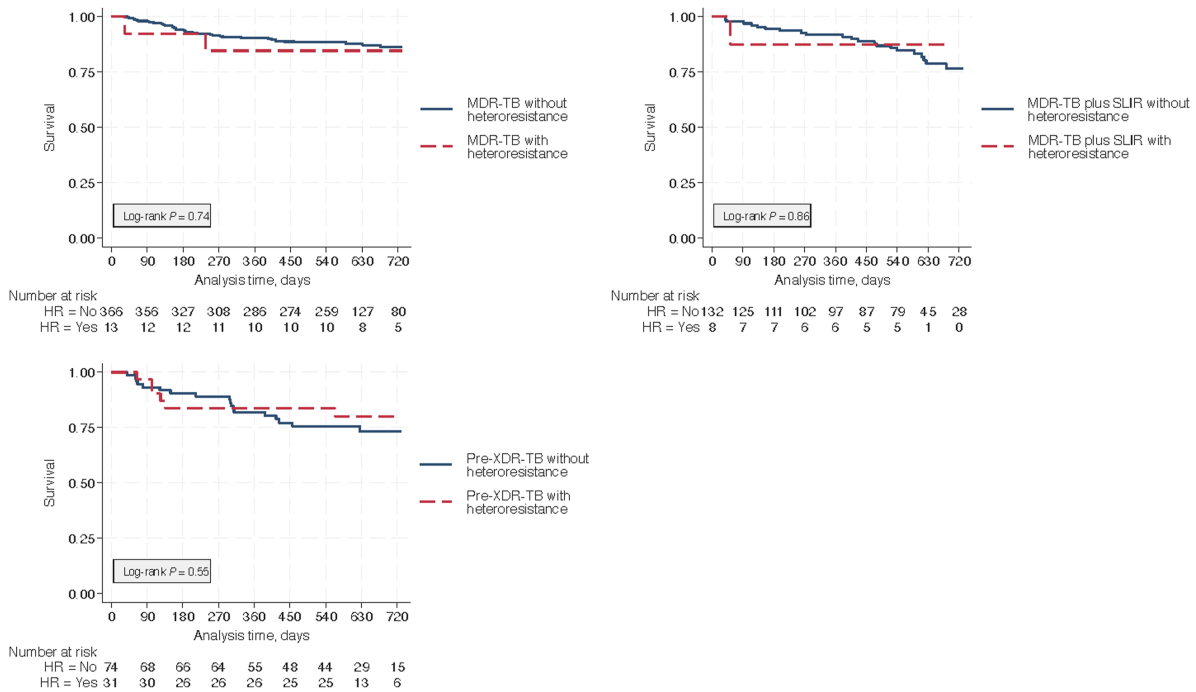 1.00
0.75
0.50
0.25
0.00
Survival
MDR-TB without
heteroresistance
MDR-TB with
heteroresistance
Log-rank P = 0.74
0 90 180 270 360 450 540 630 720
Analysis time, days
Number at risk
HR = No 366 356 327 308 286 274 259 127 80
HR = Yes 13 12 12 11 10 10 10 8 5
1.00
0.75
0.50
0.25
0.00
Survival
MDR-TB plus SLIR without
heteroresistance
MDR-TB plus SLIR with
heteroresistance
Log-rank P = 0.86
0 90 180 270 360 450 540 630 720
Analysis time, days
Number at risk
HR = No 132 125 111 102 97 87 79 45 28
HR = Yes 8 7 7 6 6 5 5 1 0
1.00
0.75
0.50
0.25
0.00
Survival
Pre-XDR-TB without
heteroresistance
Pre-XDR-TB with
heteroresistance
Log-rank P = 0.55
0 90 180 270 360 450 540 630 720
Analysis time, days
Number at risk
HR = No 74 68 66 64 55 48 44 29 15
HR = Yes 31 30 26 26 26 25 25 13 6